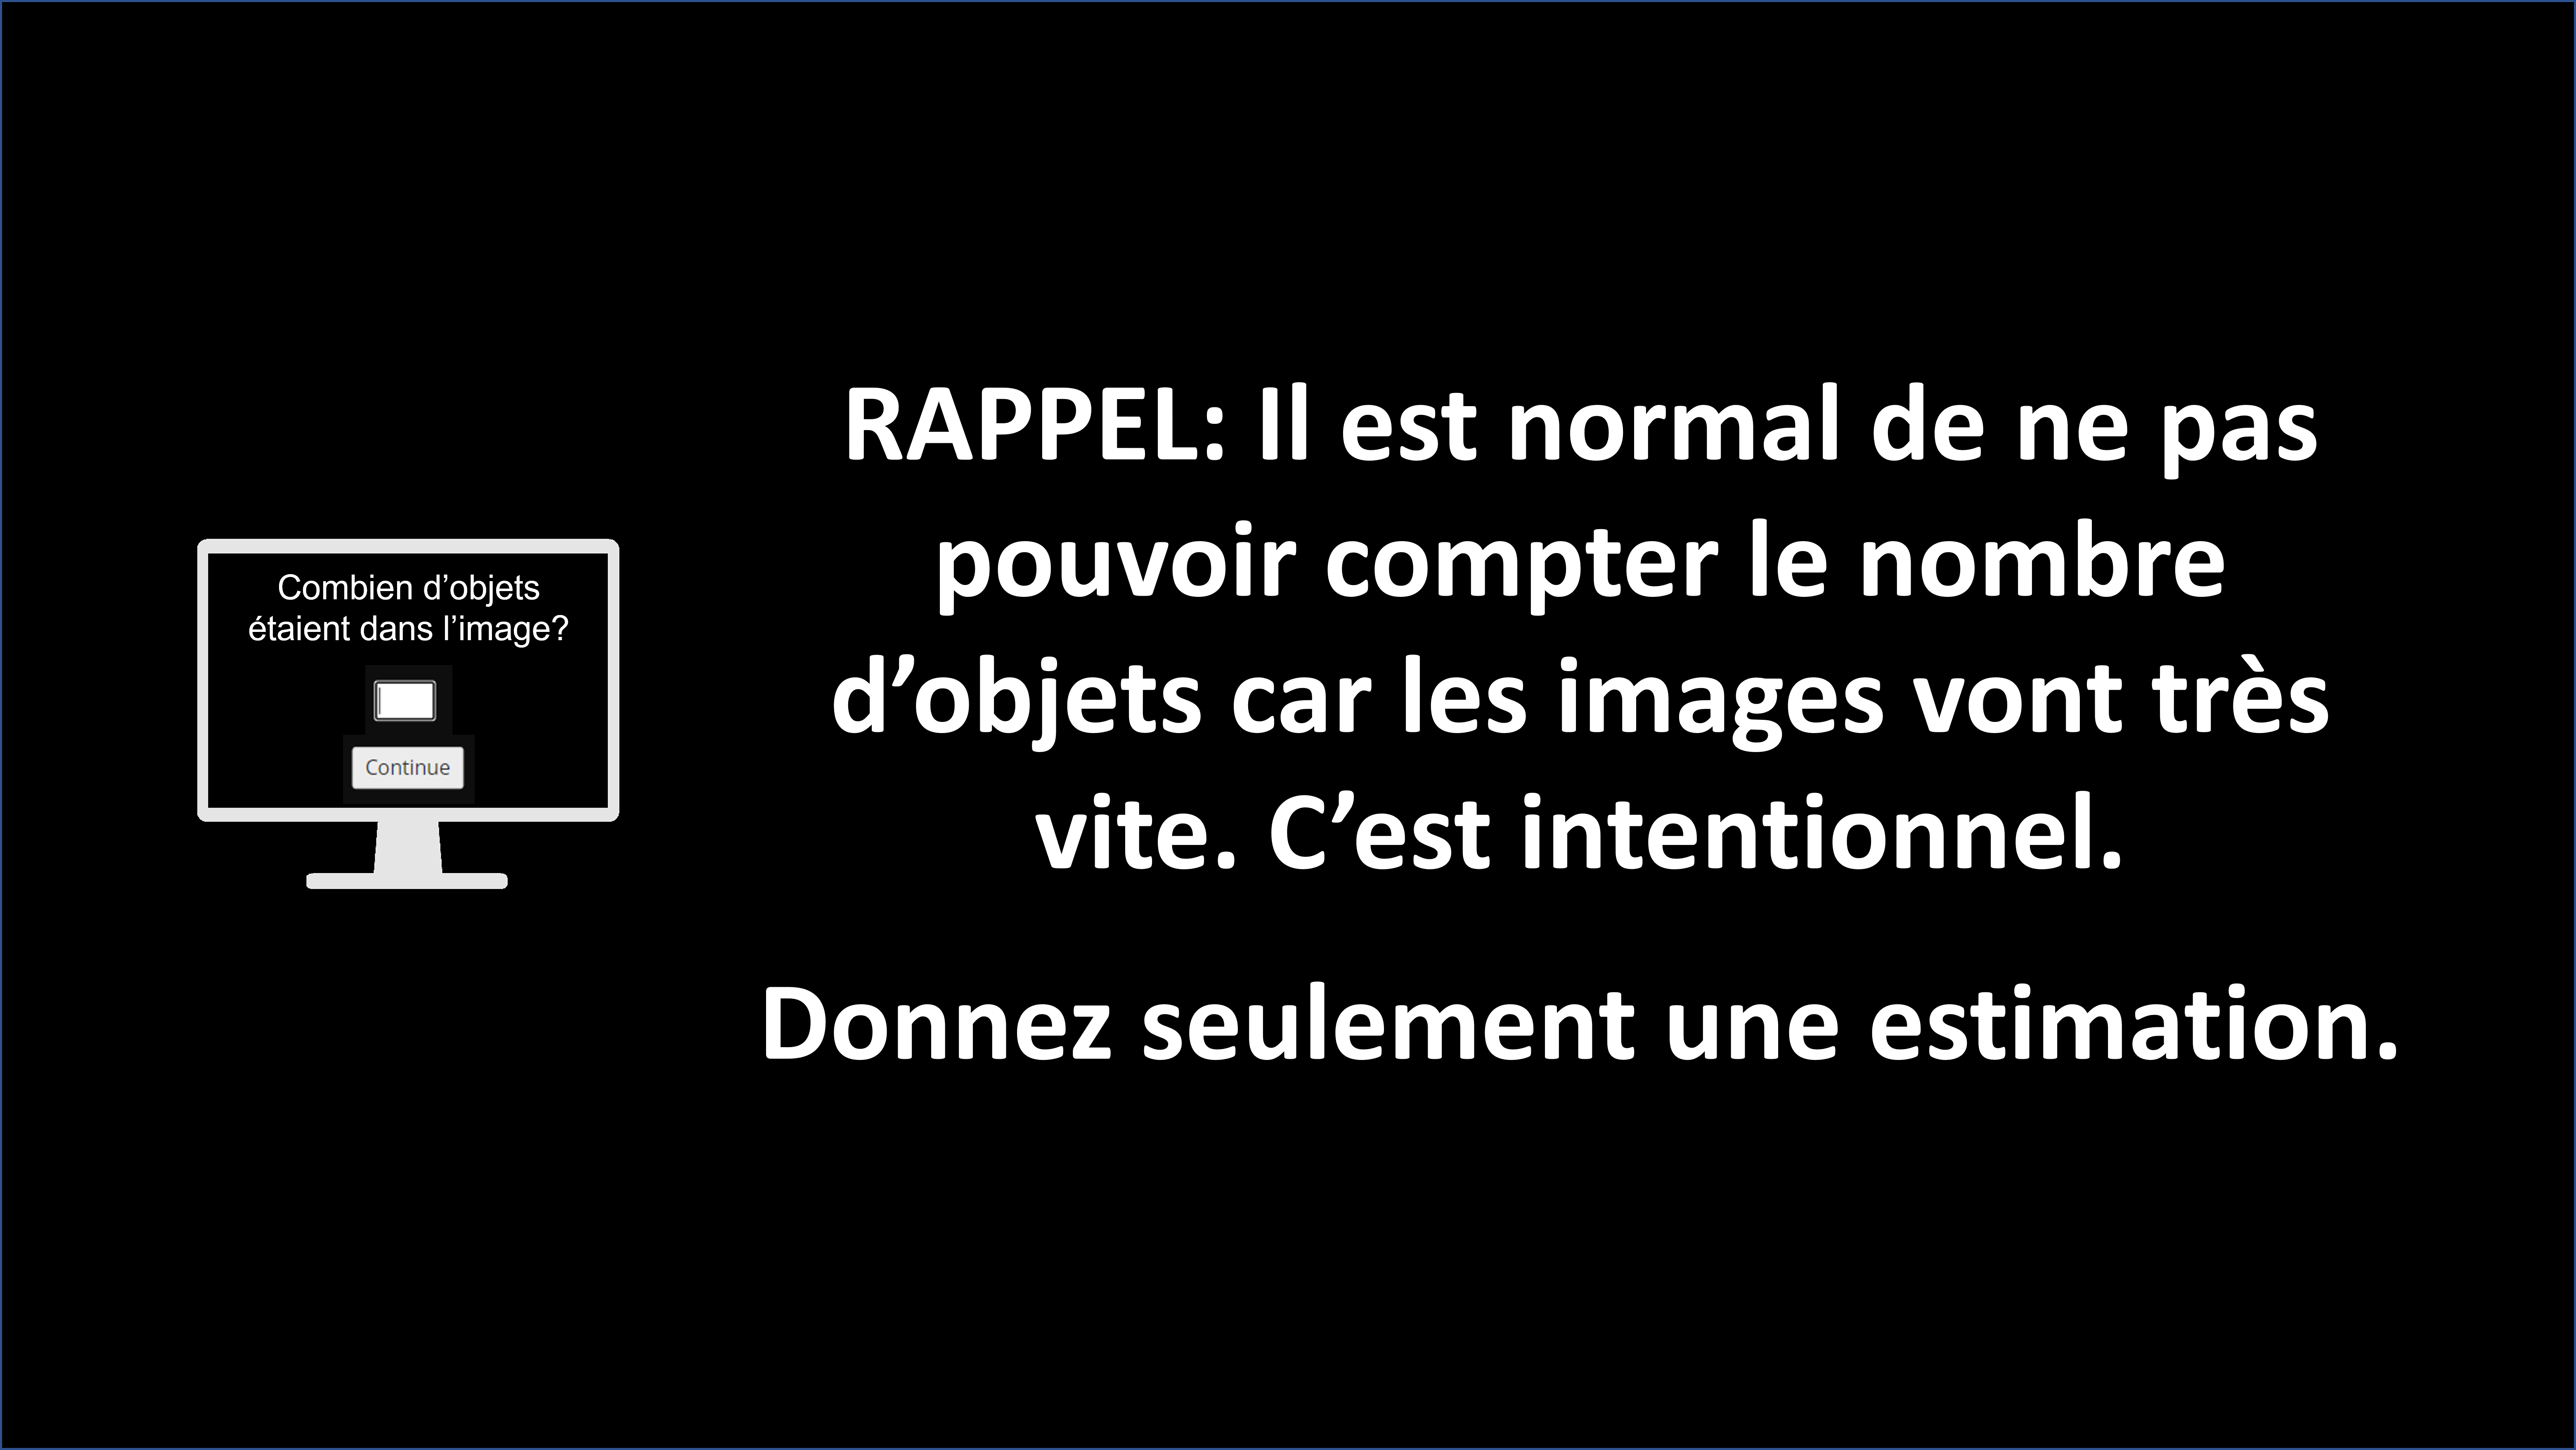 Combien d’objets
étaient dans l’image?
Continue
RAPPEL: Il est normal de ne pas
pouvoir compter le nombre
d’objets car les images vont très
vite. C’est intentionnel.
Donnez seulement une estimation.